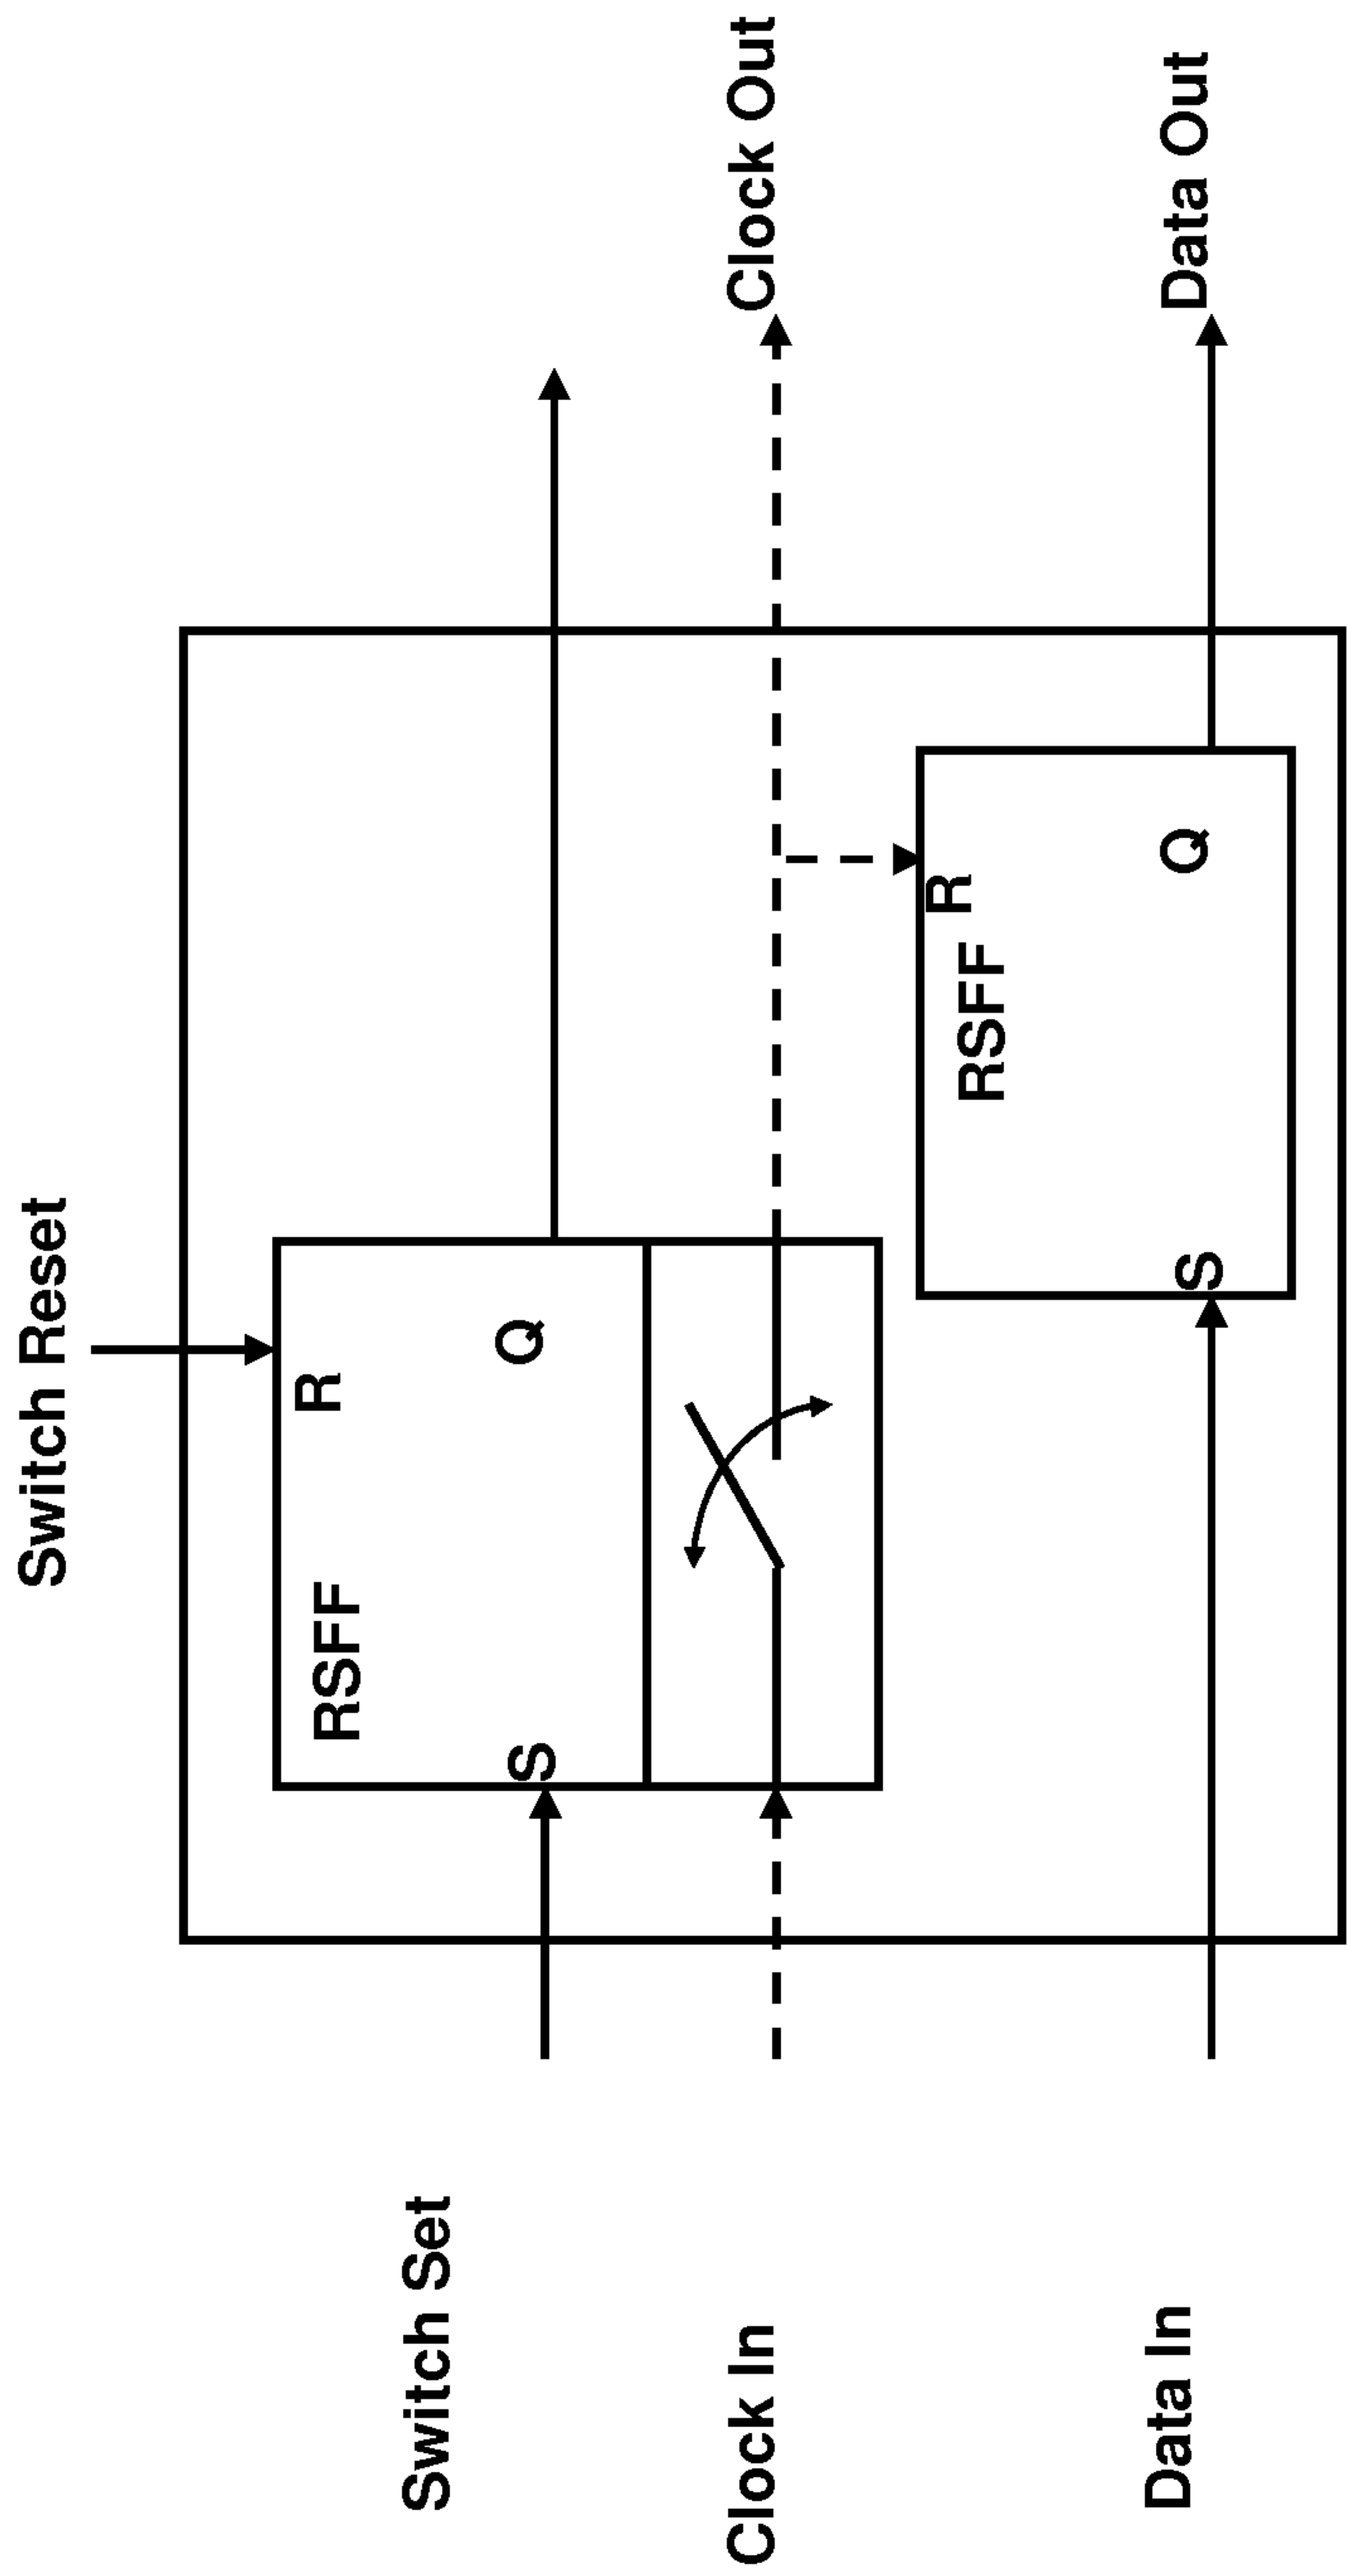 Switch Reset
Switch Set
S
RSFF
R
Q
Clock In
Clock Out
RSFF
R
Data In
S
Q
Data Out